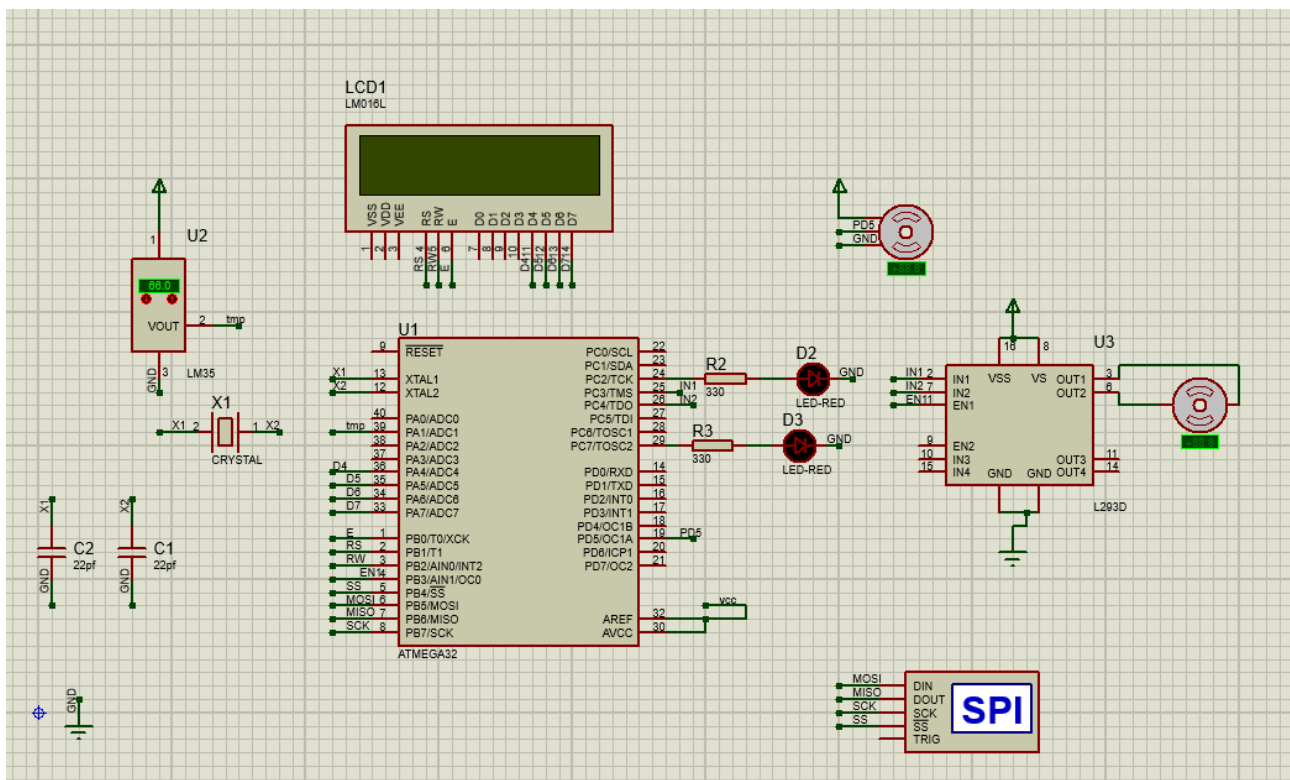 LCD1
LM016L
VSS
VDD
VEE
RS
RW
E
D0
D1
D2
D3
D4
D5
D6
D7
1
2
3
RS 4
RW5
E 6
7
8
9
10
D411
D512
D613
D714
1
U2
66.0
VOUT
2
tmp
3
GND
LM35
X1
X1 2
1 X2
CRYSTAL
X1
C2
22pf
GND
X2
C1
22pf
GND
GND
U1
9 RESET
X1 13 XTAL1
X2 12 XTAL2
40 PA0/ADC0
tmp 39 PA1/ADC1
38 PA2/ADC2
37 PA3/ADC3
D4 36 PA4/ADC4
D5 35 PA5/ADC5
D6 34 PA6/ADC6
D7 33 PA7/ADC7
E 1 PB0/T0/XCK
RS 2 PB1/T1
RW 3 PB2/AIN0/INT2
EN14 PB3/AIN1/OC0
SS 5 PB4/SS
MOSI 6 PB5/MOSI
MISO 7 PB6/MISO
SCK 8 PB7/SCK
PC0/SCL 22
PC1/SDA 23
PC2/TCK 24
PC3/TMS 25 IN1
PC4/TDO 26 IN2
PC5/TDI 27
PC6/TOSC1 28
PC7/TOSC2 29
PD0/RXD 14
PD1/TXD 15
PD2/INT0 16
PD3/INT1 17
PD4/OC1B 18
PD5/OC1A 19 PD5
PD6/ICP1 20
PD7/OC2 21
AREF 32
AVCC 30
vcc
ATMEGA32
R2
330
D2
GND
LED-RED
R3
330
D3
GND
LED-RED
PD5
GND
+88.8
U3
16
8
IN1 2 IN1
IN2 7 IN2
EN11 EN1
9 EN2
10 IN3
15 IN4
VSS
VS
OUT1 3
OUT2 6
OUT3 11
OUT4 14
GND
GND
L293D
+88.8
MOSI DIN
MISO DOUT
SCK SCK
SS SS
TRIG
SPI